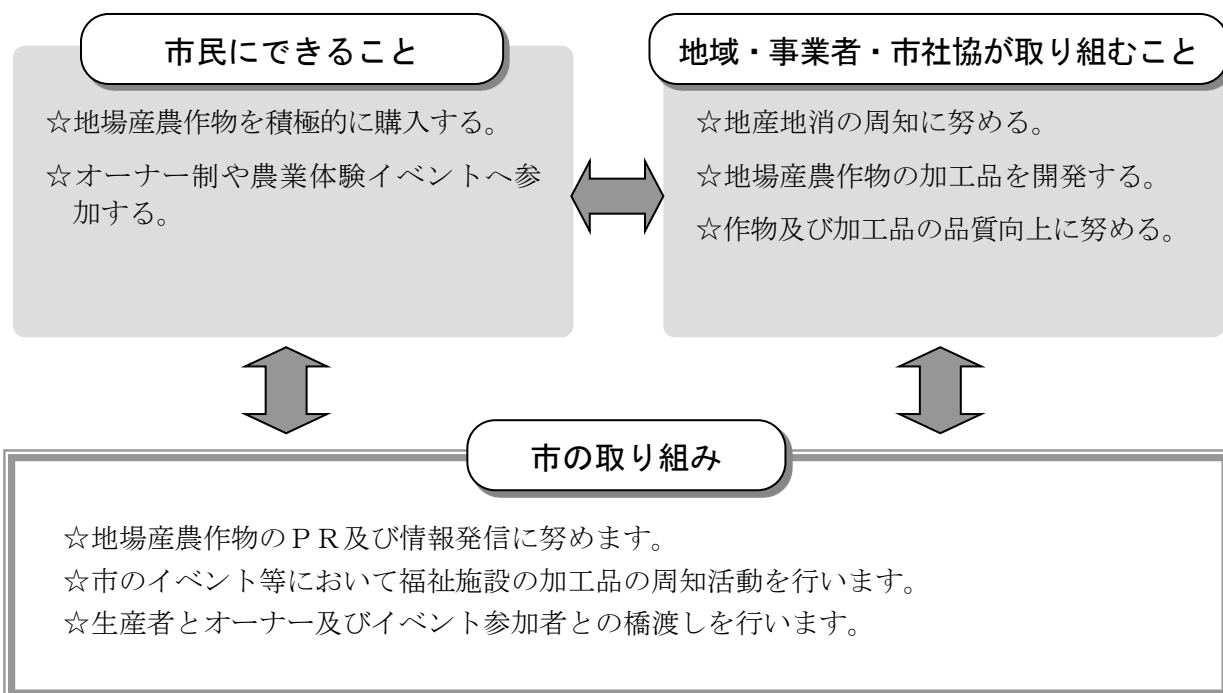 市民にできること
☆地場産農作物を積極的に購入する。
☆オーナー制や農業体験イベントへ参
加する。
地域・事業者・市社協が取り組むこと
☆地産地消の周知に努める。
☆地場産農作物の加工品を開発する。
☆作物及び加工品の品質向上に努める。
市の取り組み
☆地場産農作物のＰＲ及び情報発信に努めます。
☆市のイベント等において福祉施設の加工品の周知活動を行います。
☆生産者とオーナー及びイベント参加者との橋渡しを行います。